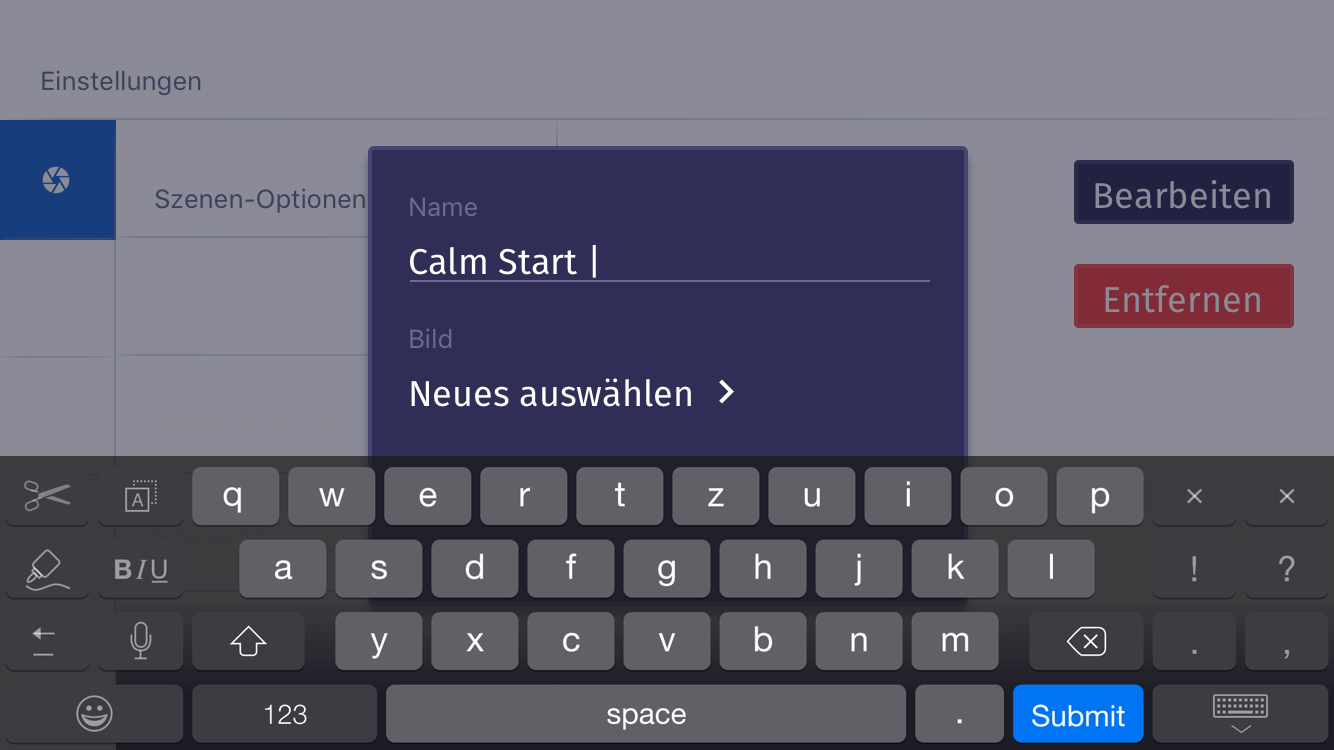 Einstellungen
Szenen-Optionen
Bearbeiten
Entfernen
Name
Calm Start
Bild
Neues auswählen
A q w e r t z u i o p × ×
B I U a s d f g h j k l ! ?
y x c v b n m . ,
123 space . Submit